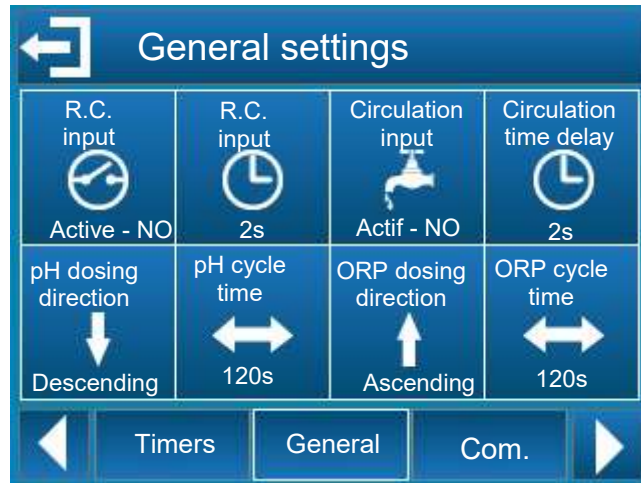 General settings
R.C.
input
Active - NO
R.C.
input
2s
Circulation
input
Actif - NO
Circulation
time delay
2s
pH dosing
direction
Descending
pH cycle
time
120s
ORP dosing
direction
Ascending
ORP cycle
time
120s
Timers
General
Com.